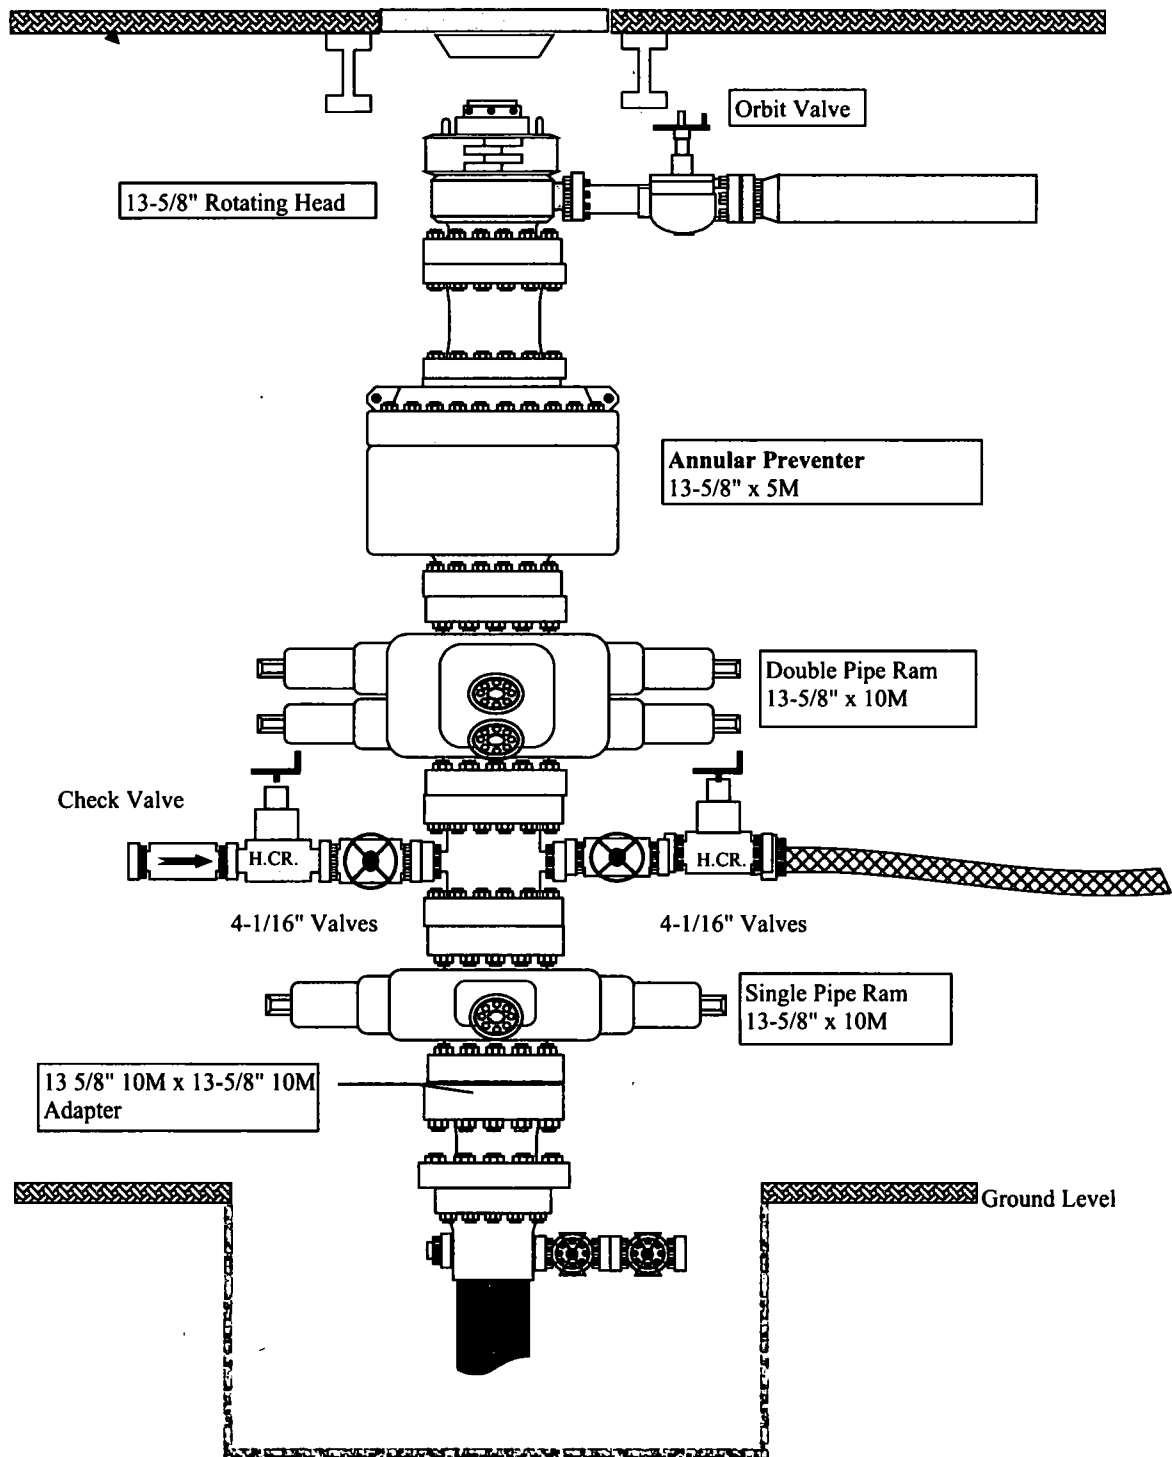 Orbit Valve
13-5/8" Rotating Head
Annular Preventer
13-5/8" x 5M
Double Pipe Ram
13-5/8" x 10M
Check Valve
H.CR.
H.CR.
4-1/16" Valves
4-1/16" Valves
Single Pipe Ram
13-5/8" x 10M
13 5/8" 10M x 13-5/8" 10M
Adapter
Ground Level